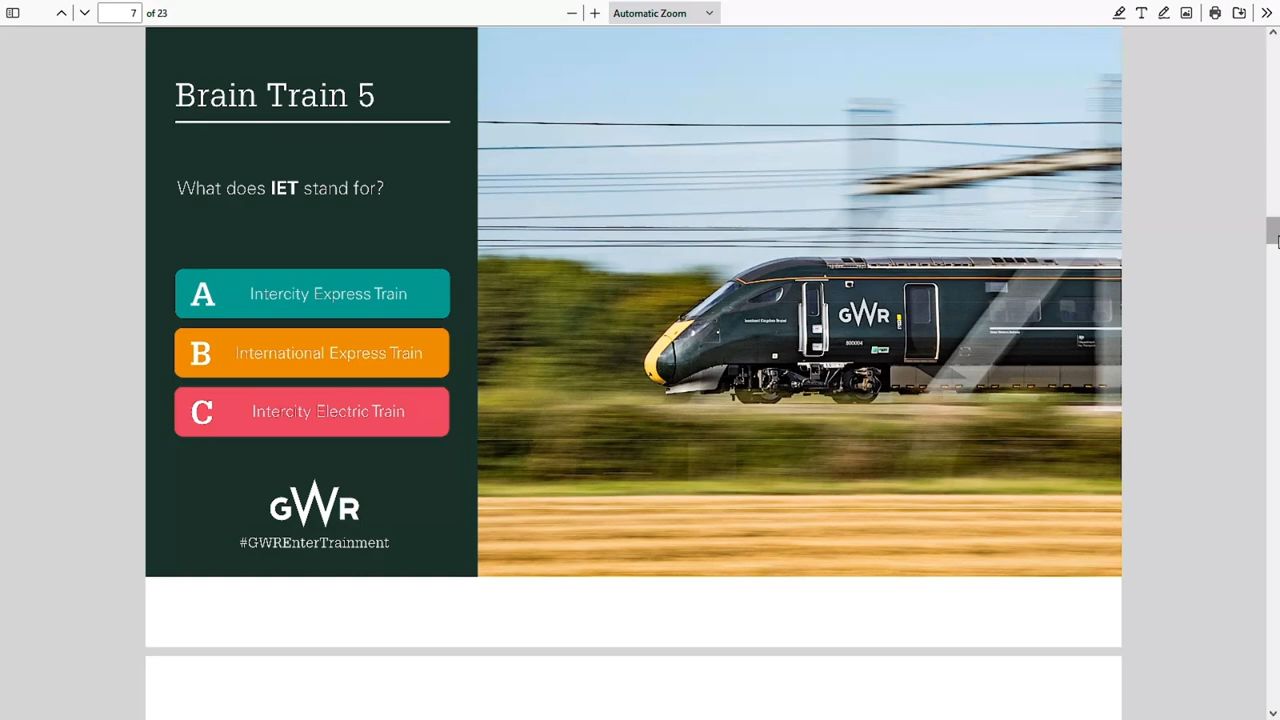 7 of 23
Automatic Zoom
Brain Train 5
What does IET stand for?
A Intercity Express Train
B International Express Train
C Intercity Electric Train
GWR
#GWREnterTrainment
GWR
800004